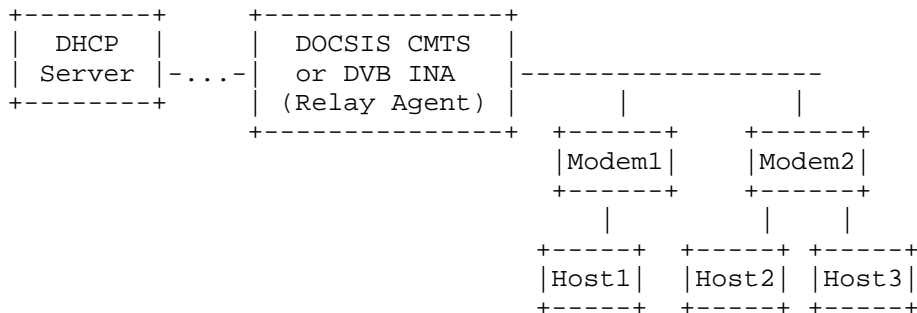 +--------+     +---------------+
|  DHCP  |     |  DOCSIS CMTS  |
| Server |-...-|  or DVB INA   |-------------------
+--------+     | (Relay Agent) |      |          |
               +---------------+  +------+    +------+
                                  |Modem1|    |Modem2|
                                  +------+    +------+
                                     |         |    |
                                 +-----+  +-----+ +-----+
                                 |Host1|  |Host2| |Host3|
                                 +-----+  +-----+ +-----+